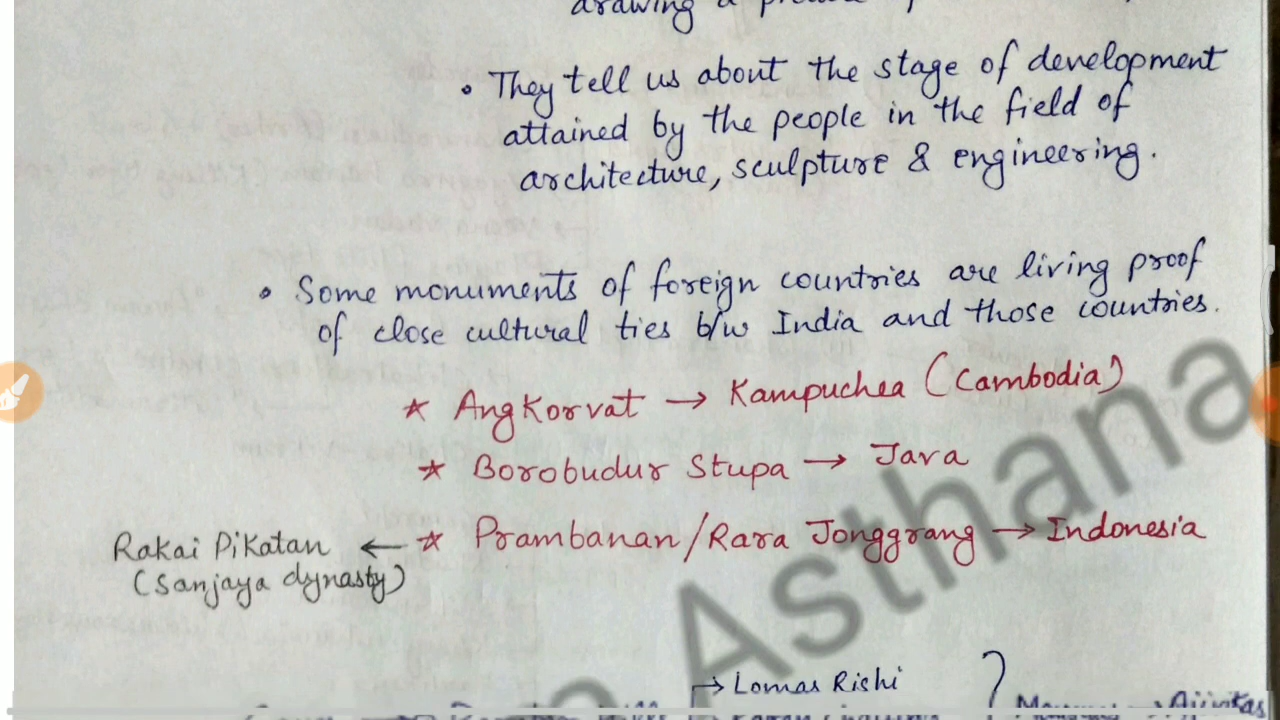 drawing a
• They tell us about the stage of development
attained by the people in the field of
architecture, sculpture & engineering.
• Some monuments of foreign countries are living proof
of close cultural ties b/w India and those countries.
* Angkorvat → Kampuchea (Cambodia)
* Borobudur Stupa → Java
Rakai Pikatan ← * Prambanan/Rara Jonggrang → Indonesia
(Sanjaya dynasty)
Asthana
→ Lomas Rishi